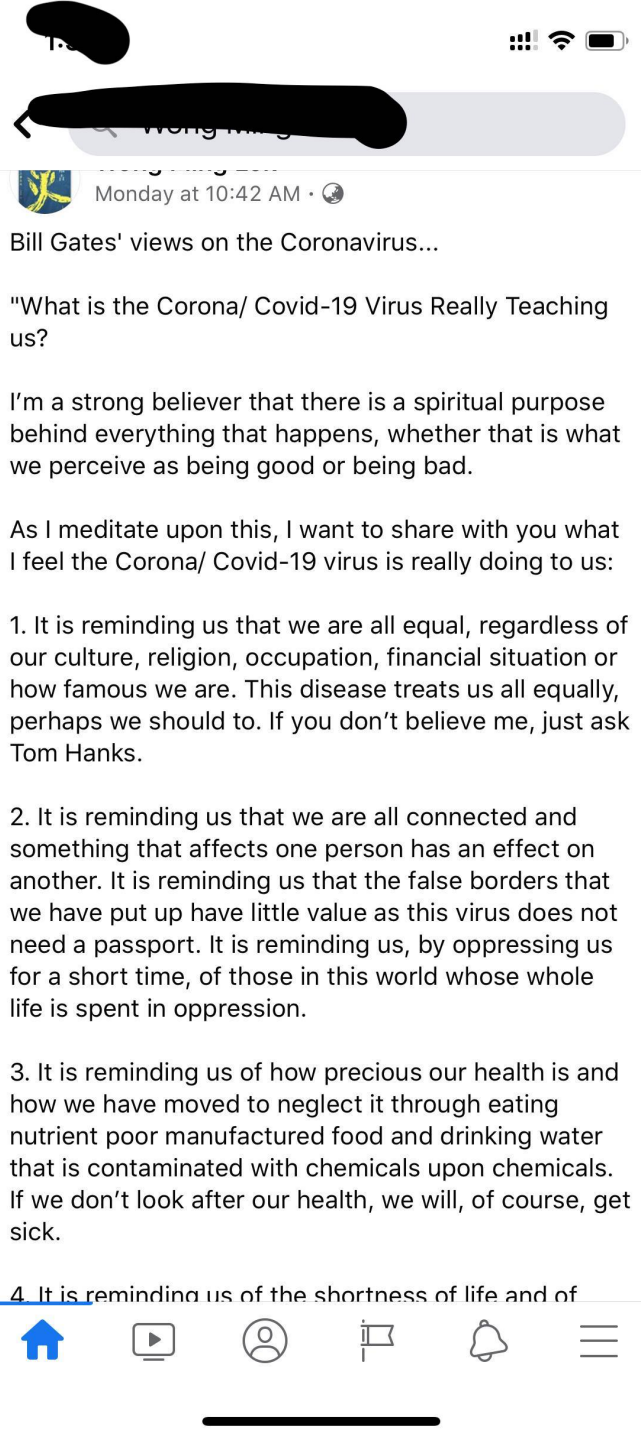 Monday at 10:42 AM ·
Bill Gates' views on the Coronavirus...
"What is the Corona/ Covid-19 Virus Really Teaching
us?
I'm a strong believer that there is a spiritual purpose
behind everything that happens, whether that is what
we perceive as being good or being bad.
As I meditate upon this, I want to share with you what
I feel the Corona/ Covid-19 virus is really doing to us:
1. It is reminding us that we are all equal, regardless of
our culture, religion, occupation, financial situation or
how famous we are. This disease treats us all equally,
perhaps we should to. If you don't believe me, just ask
Tom Hanks.
2. It is reminding us that we are all connected and
something that affects one person has an effect on
another. It is reminding us that the false borders that
we have put up have little value as this virus does not
need a passport. It is reminding us, by oppressing us
for a short time, of those in this world whose whole
life is spent in oppression.
3. It is reminding us of how precious our health is and
how we have moved to neglect it through eating
nutrient poor manufactured food and drinking water
that is contaminated with chemicals upon chemicals.
If we don't look after our health, we will, of course, get
sick.
4. It is reminding us of the shortness of life and of